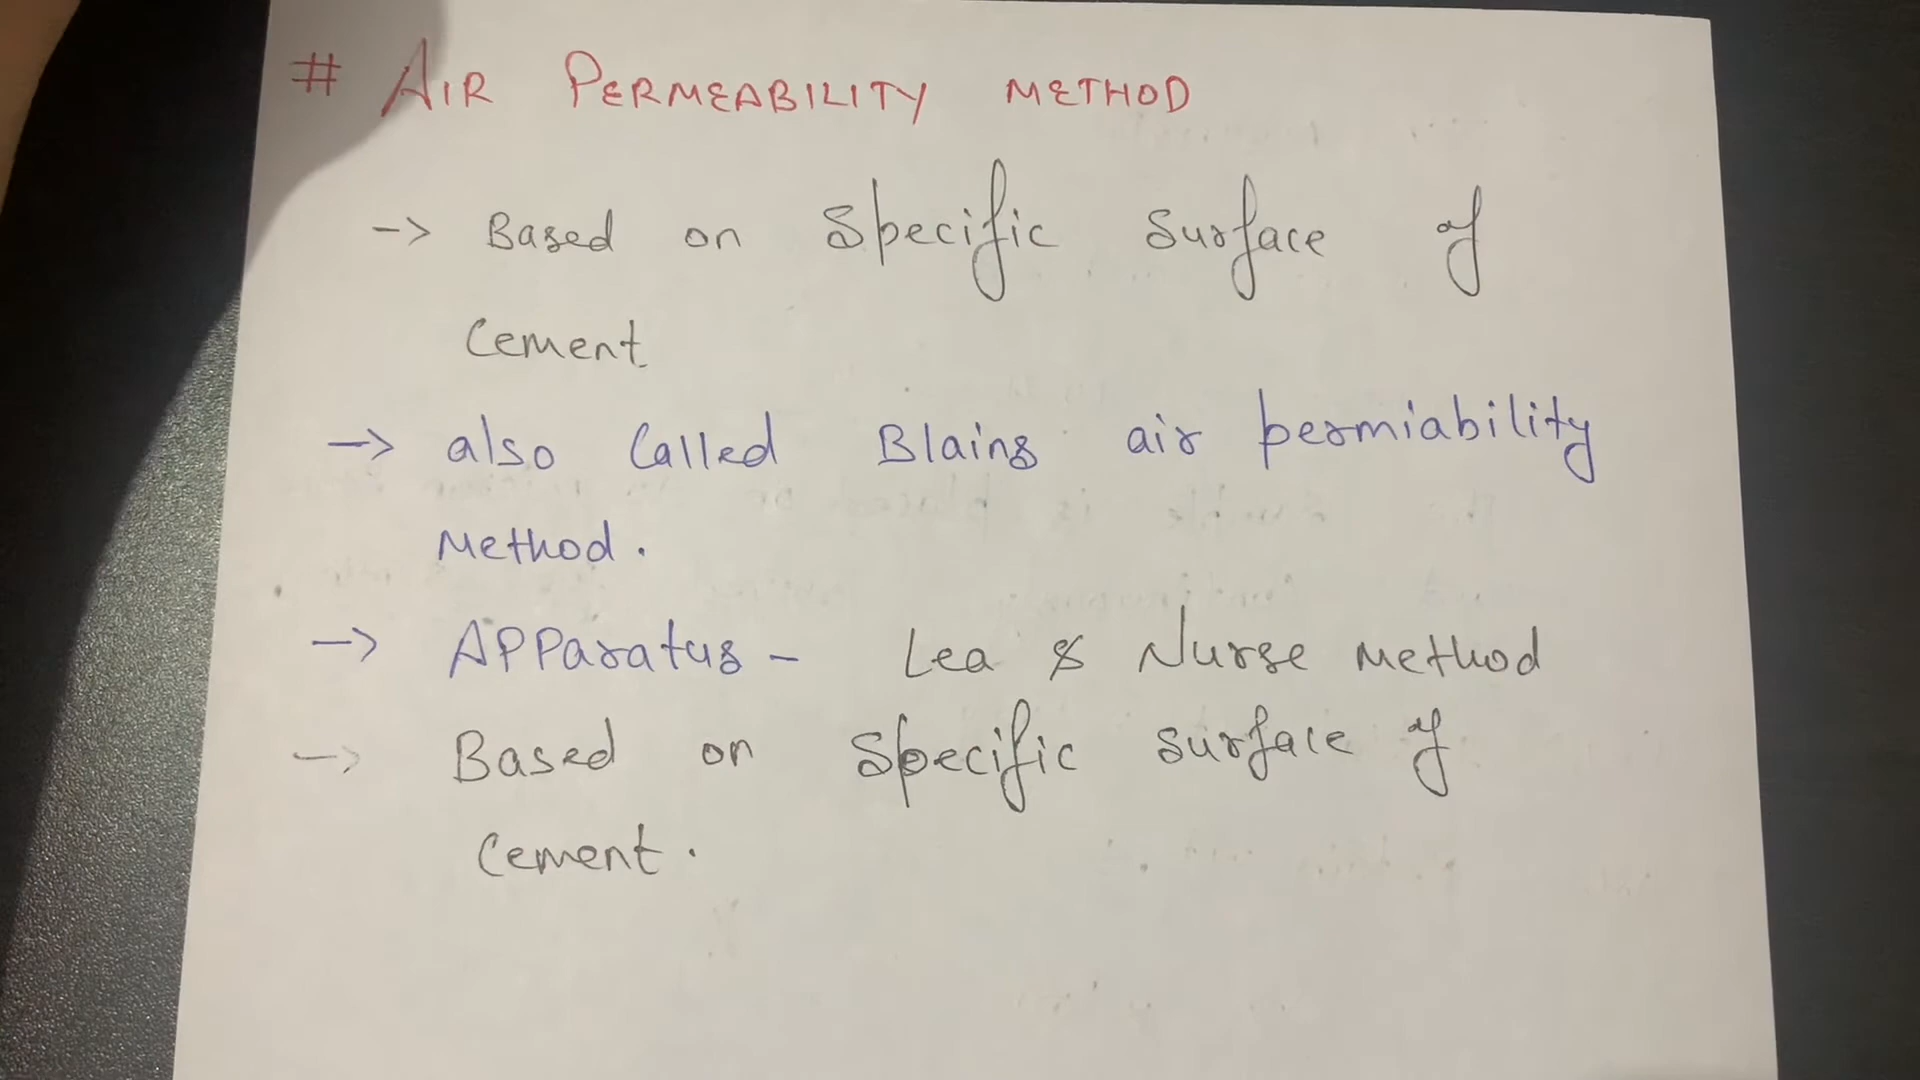 # AIR PERMEABILITY METHOD
-> Based on Specific surface of
Cement
-> also Called Blains air permiability
Method.
-> APParatus - Lea & Nurse Method
-> Based on Specific surface of
Cement.